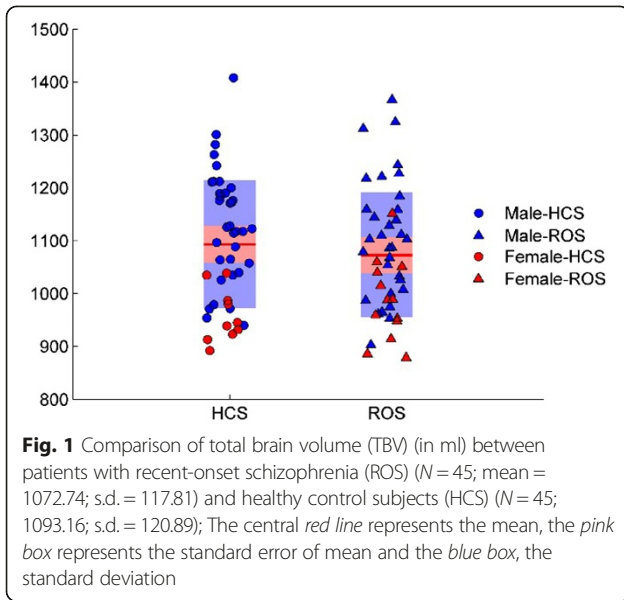 1500
1400
1300
1200
1100
1000
900
800
HCS
ROS
Male-HCS
Male-ROS
Female-HCS
Female-ROS
Fig. 1 Comparison of total brain volume (TBV) (in ml) between
patients with recent-onset schizophrenia (ROS) (N = 45; mean =
1072.74; s.d. = 117.81) and healthy control subjects (HCS) (N = 45;
1093.16; s.d. = 120.89); The central red line represents the mean, the pink
box represents the standard error of mean and the blue box, the
standard deviation